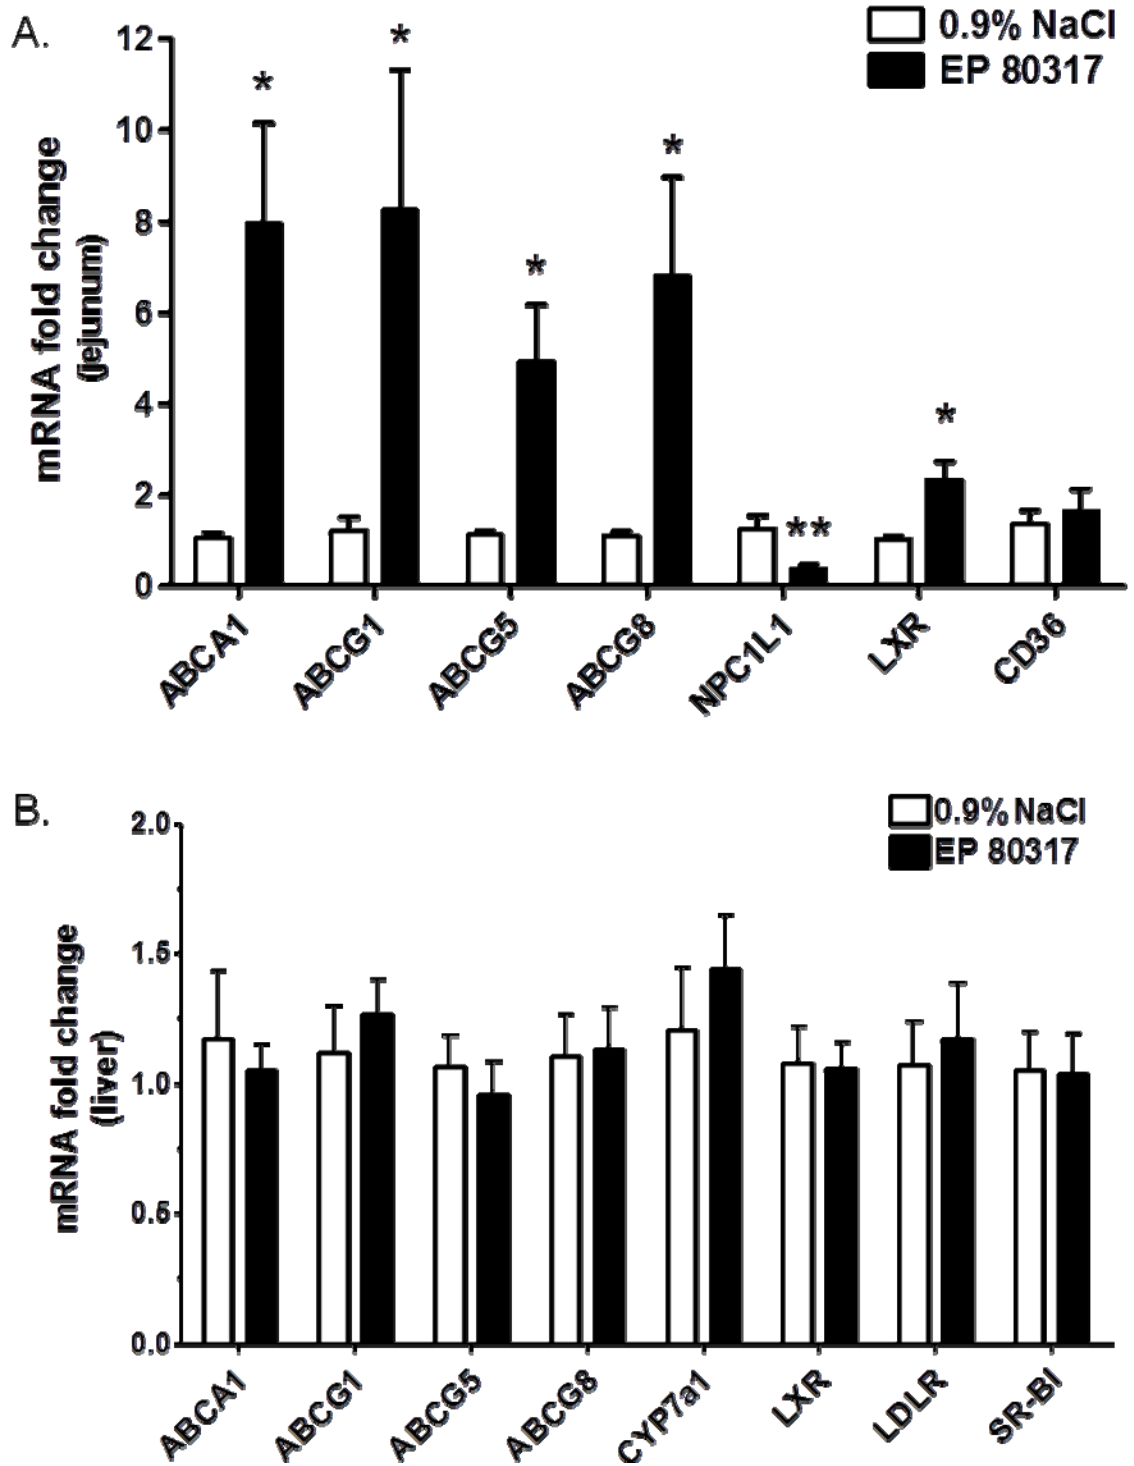 A.
0.9% NaCl
EP 80317
12
10
8
6
4
2
0
mRNA fold change
(jejunum)
*
*
*
*
**
*
ABCA1
ABCG1
ABCG5
ABCG8
NPC1L1
LXR
CD36
B.
0.9% NaCl
EP 80317
2.0
1.5
1.0
0.5
0.0
mRNA fold change
(liver)
ABCA1
ABCG1
ABCG5
ABCG8
CYP7a1
LXR
LDLR
SR-BI